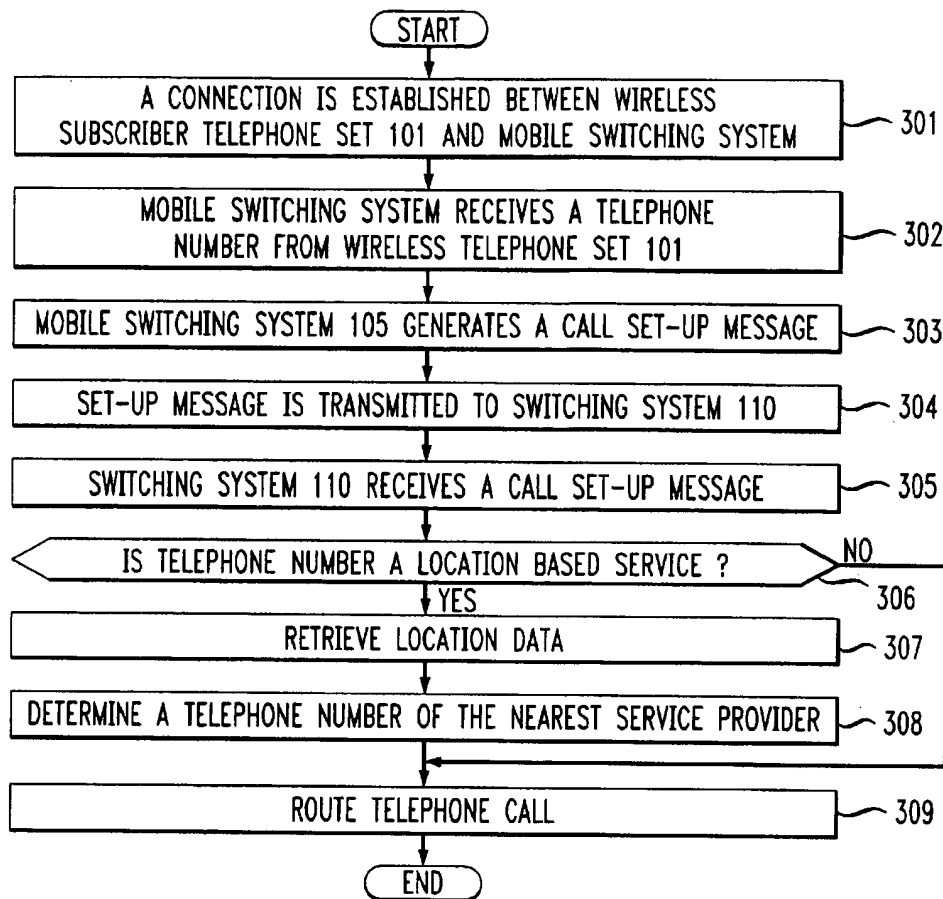 START
A CONNECTION IS ESTABLISHED BETWEEN WIRELESS
SUBSCRIBER TELEPHONE SET 101 AND MOBILE SWITCHING SYSTEM
301
MOBILE SWITCHING SYSTEM RECEIVES A TELEPHONE
NUMBER FROM WIRELESS TELEPHONE SET 101
302
MOBILE SWITCHING SYSTEM 105 GENERATES A CALL SET-UP MESSAGE
303
SET-UP MESSAGE IS TRANSMITTED TO SWITCHING SYSTEM 110
304
SWITCHING SYSTEM 110 RECEIVES A CALL SET-UP MESSAGE
305
IS TELEPHONE NUMBER A LOCATION BASED SERVICE ?
NO
306
YES
RETRIEVE LOCATION DATA
307
DETERMINE A TELEPHONE NUMBER OF THE NEAREST SERVICE PROVIDER
308
ROUTE TELEPHONE CALL
309
END